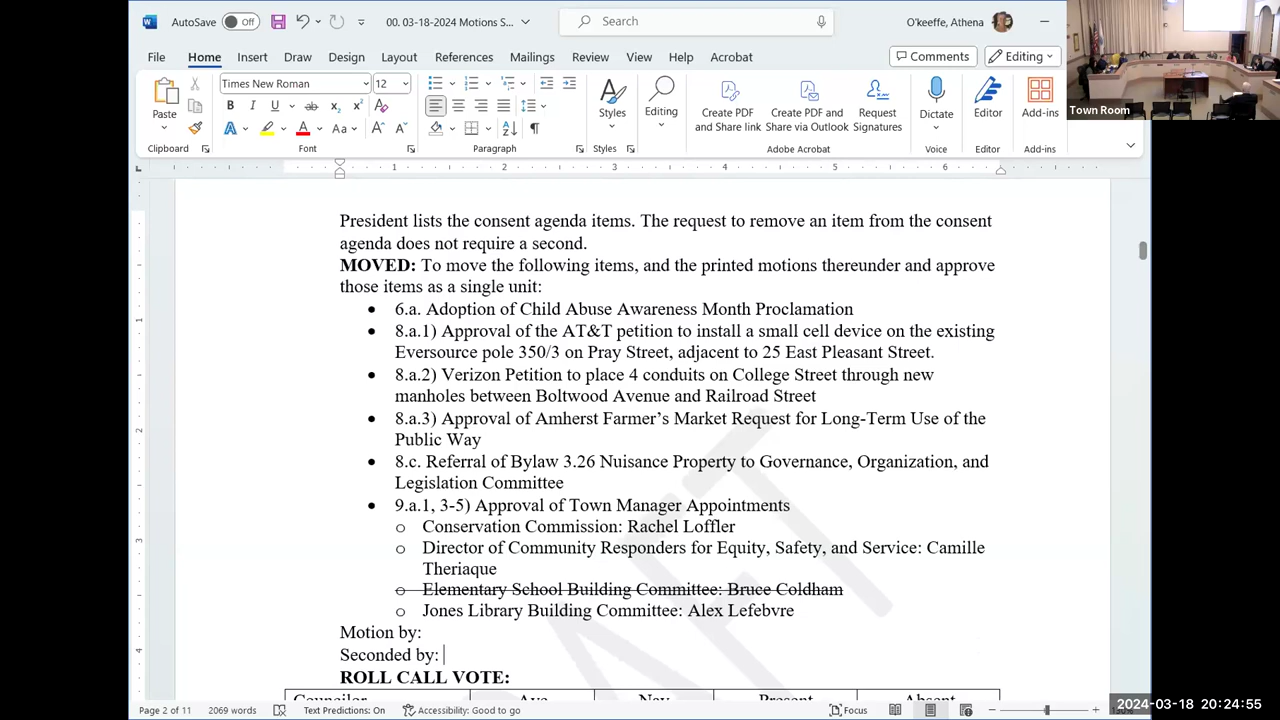 AutoSave Off 00. 03-18-2024 Motions S... Search O'keeffe, Athena
File Home Insert Draw Design Layout References Mailings Review View Help Acrobat Comments Editing
Paste Times New Roman 12 Styles Editing Create PDF and Share link Create PDF and Share via Outlook Request Signatures Dictate Editor Add-ins
Clipboard Font Paragraph Styles Adobe Acrobat Voice Editor Add-ins
Town Room
1 2 3 4 5 6
President lists the consent agenda items. The request to remove an item from the consent
agenda does not require a second.
MOVED: To move the following items, and the printed motions thereunder and approve
those items as a single unit:
• 6.a. Adoption of Child Abuse Awareness Month Proclamation
• 8.a.1) Approval of the AT&T petition to install a small cell device on the existing
Eversource pole 350/3 on Pray Street, adjacent to 25 East Pleasant Street.
• 8.a.2) Verizon Petition to place 4 conduits on College Street through new
manholes between Boltwood Avenue and Railroad Street
• 8.a.3) Approval of Amherst Farmer's Market Request for Long-Term Use of the
Public Way
• 8.c. Referral of Bylaw 3.26 Nuisance Property to Governance, Organization, and
Legislation Committee
• 9.a.1, 3-5) Approval of Town Manager Appointments
o Conservation Commission: Rachel Loffler
o Director of Community Responders for Equity, Safety, and Service: Camille
Theriaque
o Elementary School Building Committee: Bruce Coldham
o Jones Library Building Committee: Alex Lefebvre
Motion by:
Seconded by:
ROLL CALL VOTE:
Councilor Aye Nay Present Absent
Page 2 of 11 2069 words Text Predictions: On Accessibility: Good to go Focus
2024-03-18 20:24:55